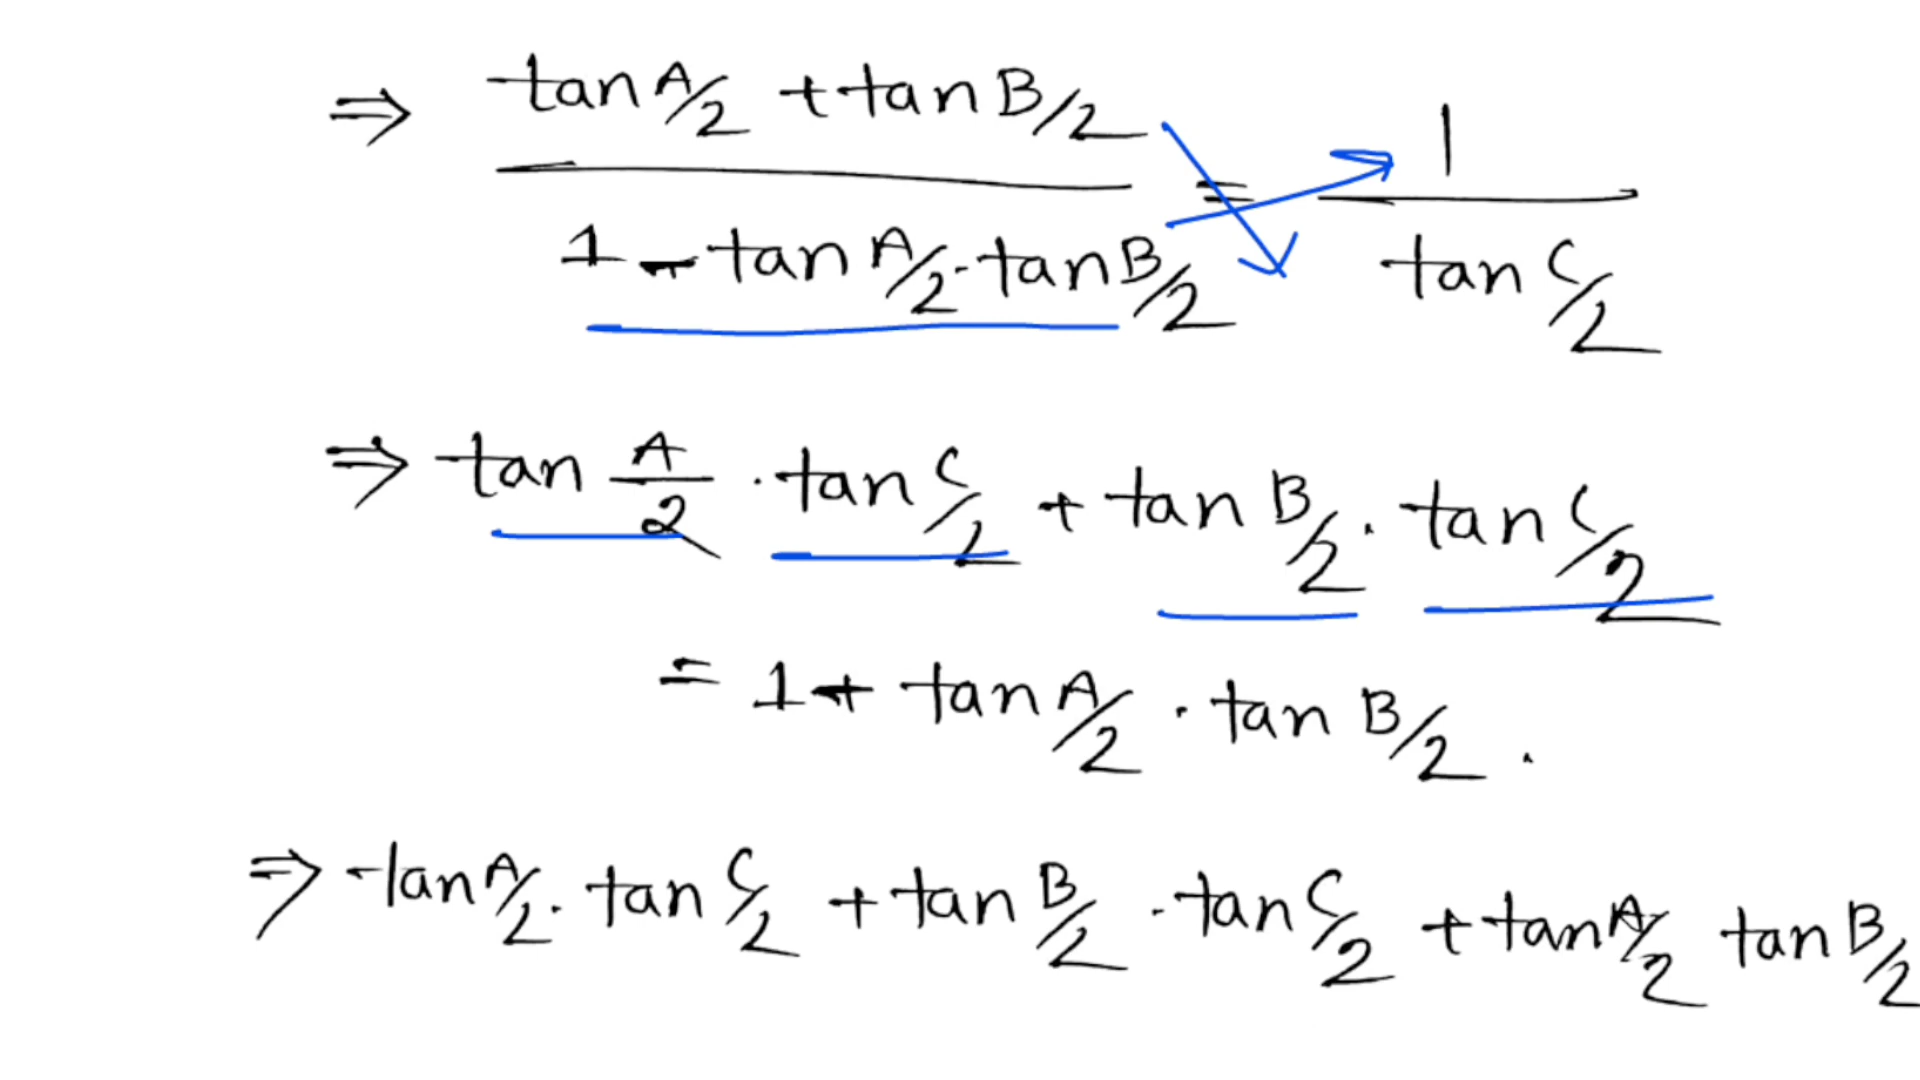 ⇒ (tan A/2 + tan B/2) / (1 - tan A/2 · tan B/2) = 1 / (tan C/2)
⇒ tan A/2 · tan C/2 + tan B/2 · tan C/2
= 1 + tan A/2 · tan B/2 .
⇒ tan A/2 · tan C/2 + tan B/2 · tan C/2 + tan A/2 tan B/2